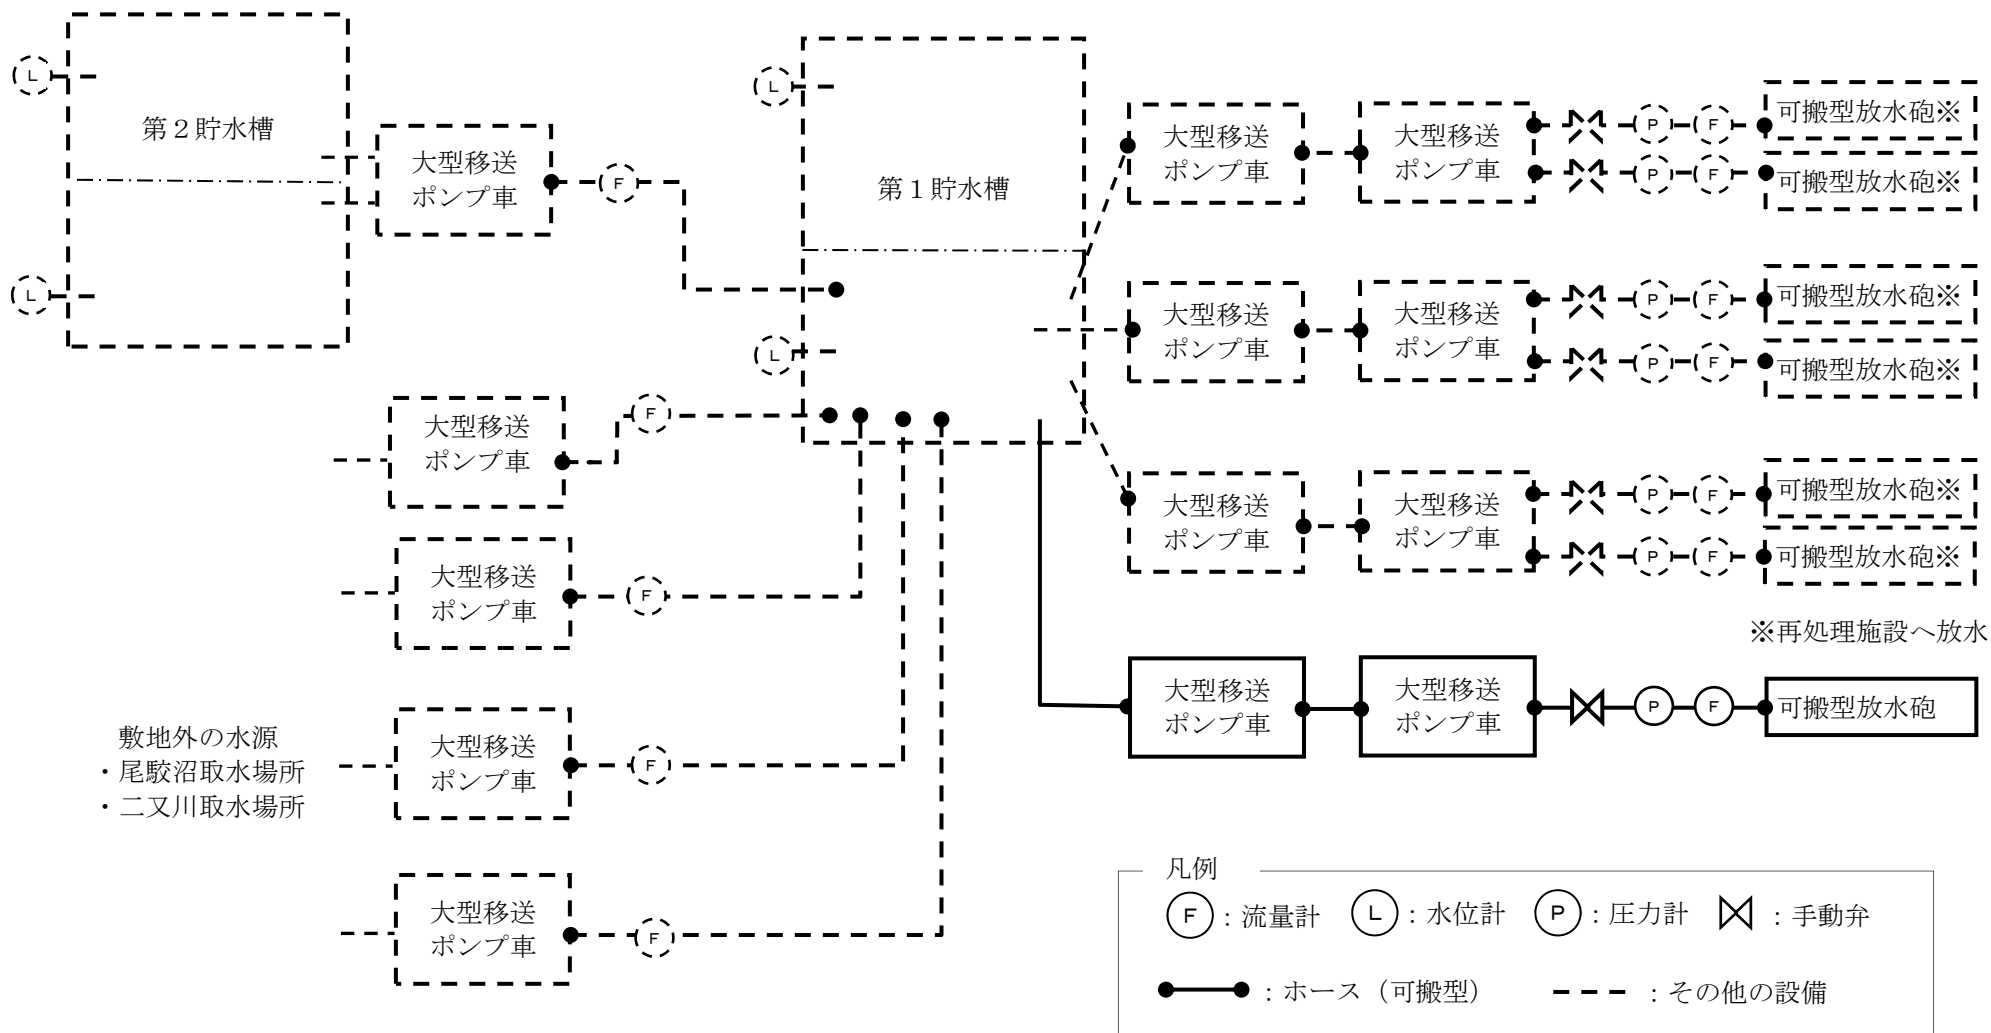 L
第２貯水槽
大型移送
ポンプ車
F
L
L
第１貯水槽
L
大型移送
ポンプ車
大型移送
ポンプ車
P
F
可搬型放水砲※
P
F
可搬型放水砲※
大型移送
ポンプ車
大型移送
ポンプ車
P
F
可搬型放水砲※
P
F
可搬型放水砲※
大型移送
ポンプ車
大型移送
ポンプ車
P
F
可搬型放水砲※
P
F
可搬型放水砲※
※再処理施設へ放水
大型移送
ポンプ車
大型移送
ポンプ車
P
F
可搬型放水砲
大型移送
ポンプ車
F
大型移送
ポンプ車
F
大型移送
ポンプ車
F
大型移送
ポンプ車
F
敷地外の水源
・尾駮沼取水場所
・二又川取水場所
凡例
F：流量計
L：水位計
P：圧力計
：手動弁
：ホース（可搬型）
：その他の設備